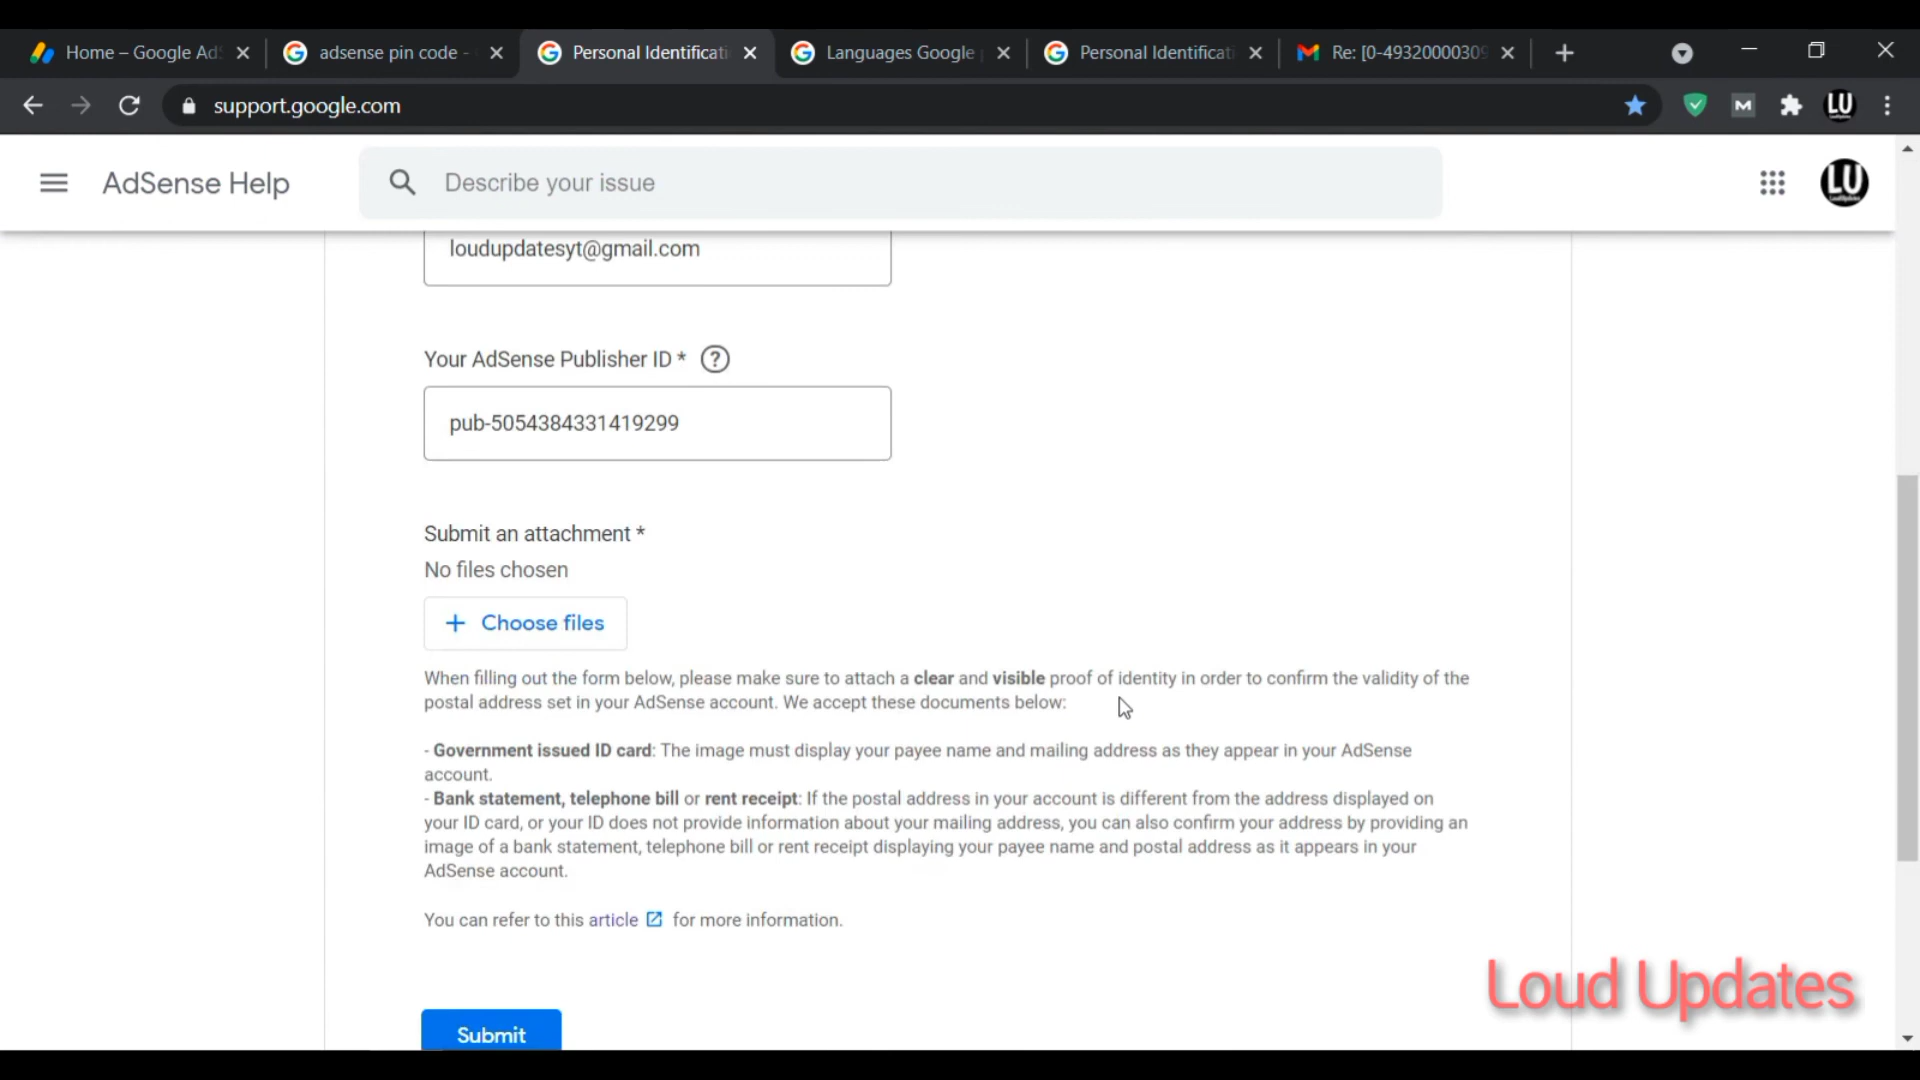 Home – Google Ad
adsense pin code -
Personal Identificati
Languages Google
Personal Identificati
Re: [0-4932000030
support.google.com
LU
AdSense Help
Describe your issue
LU
loudupdatesyt@gmail.com
Your AdSense Publisher ID *
pub-5054384331419299
Submit an attachment *
No files chosen
+ Choose files
When filling out the form below, please make sure to attach a clear and visible proof of identity in order to confirm the validity of the
postal address set in your AdSense account. We accept these documents below:
- Government issued ID card: The image must display your payee name and mailing address as they appear in your AdSense
account.
- Bank statement, telephone bill or rent receipt: If the postal address in your account is different from the address displayed on
your ID card, or your ID does not provide information about your mailing address, you can also confirm your address by providing an
image of a bank statement, telephone bill or rent receipt displaying your payee name and postal address as it appears in your
AdSense account.
You can refer to this article for more information.
Loud Updates
Submit